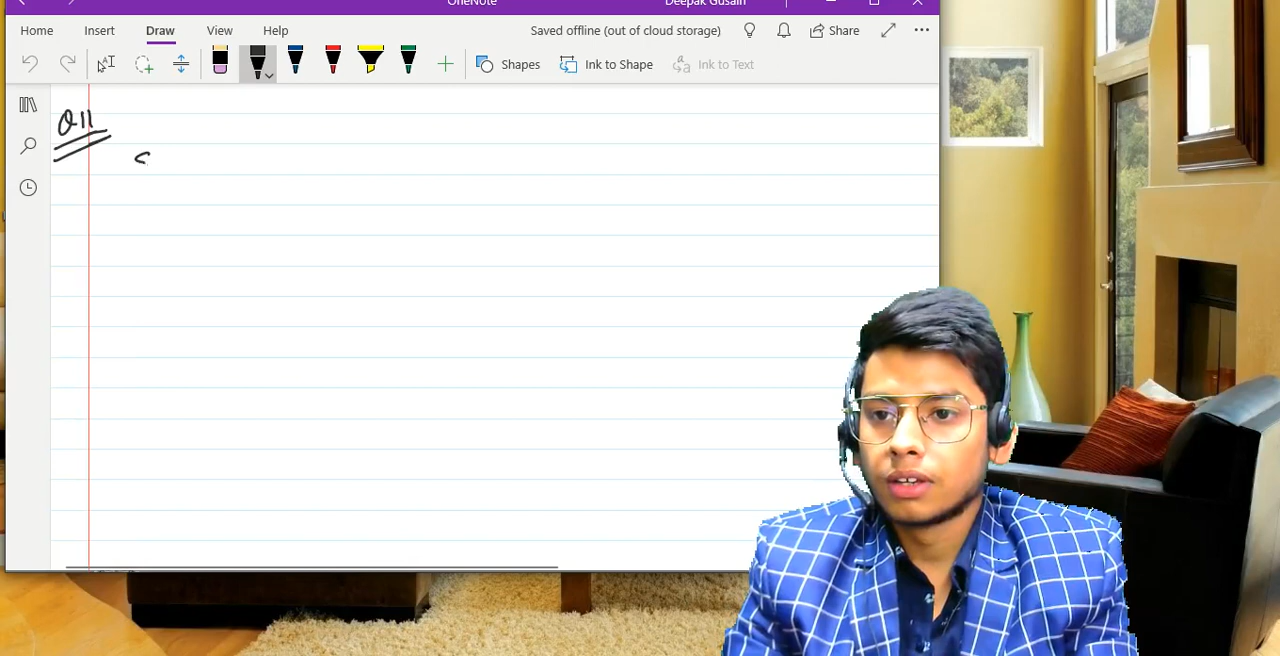 OneNote
Deepak Gusain
Home Insert Draw View Help
Saved offline (out of cloud storage)
Share
Ink to Shape
Shapes
Ink to Text
Q11